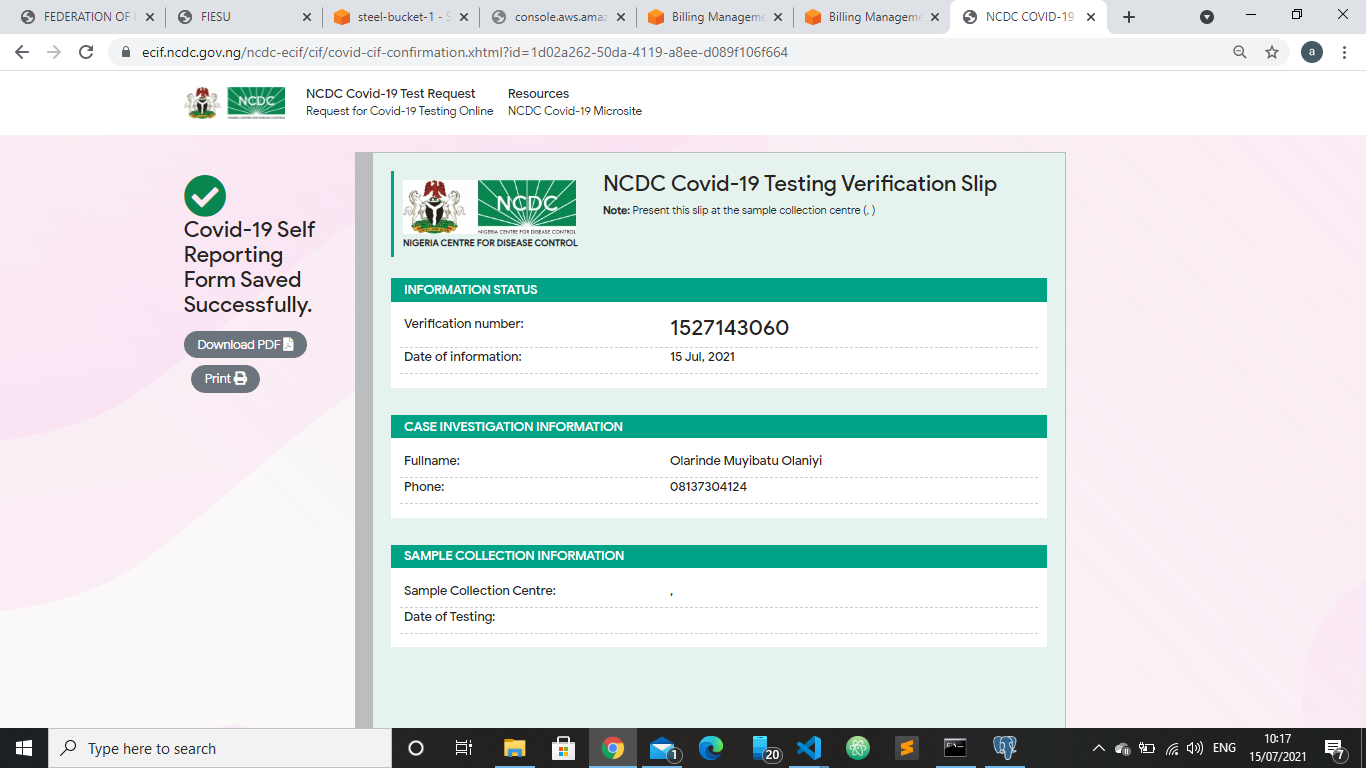 FEDERATION OF
FIESU
steel-bucket-1 - S
console.aws.amaz
Billing Manageme
Billing Manageme
NCDC COVID-19
ecif.ncdc.gov.ng/ncdc-ecif/cif/covid-cif-confirmation.xhtml?id=1d02a262-50da-4119-a8ee-d089f106f664
a
NCDC
NCDC Covid-19 Test Request
Resources
Request for Covid-19 Testing Online
NCDC Covid-19 Microsite
Covid-19 Self
Reporting
Form Saved
Successfully.
Download PDF
Print
NCDC
NIGERIA CENTRE FOR DISEASE CONTROL
NIGERIA CENTRE FOR DISEASE CONTROL
NCDC Covid-19 Testing Verification Slip
Note: Present this slip at the sample collection centre (, )
INFORMATION STATUS
Verification number:
1527143060
Date of information:
15 Jul, 2021
CASE INVESTIGATION INFORMATION
Fullname:
Olarinde Muyibatu Olaniyi
Phone:
08137304124
SAMPLE COLLECTION INFORMATION
Sample Collection Centre:
,
Date of Testing:
Type here to search
1
20
ENG
10:17
15/07/2021
7